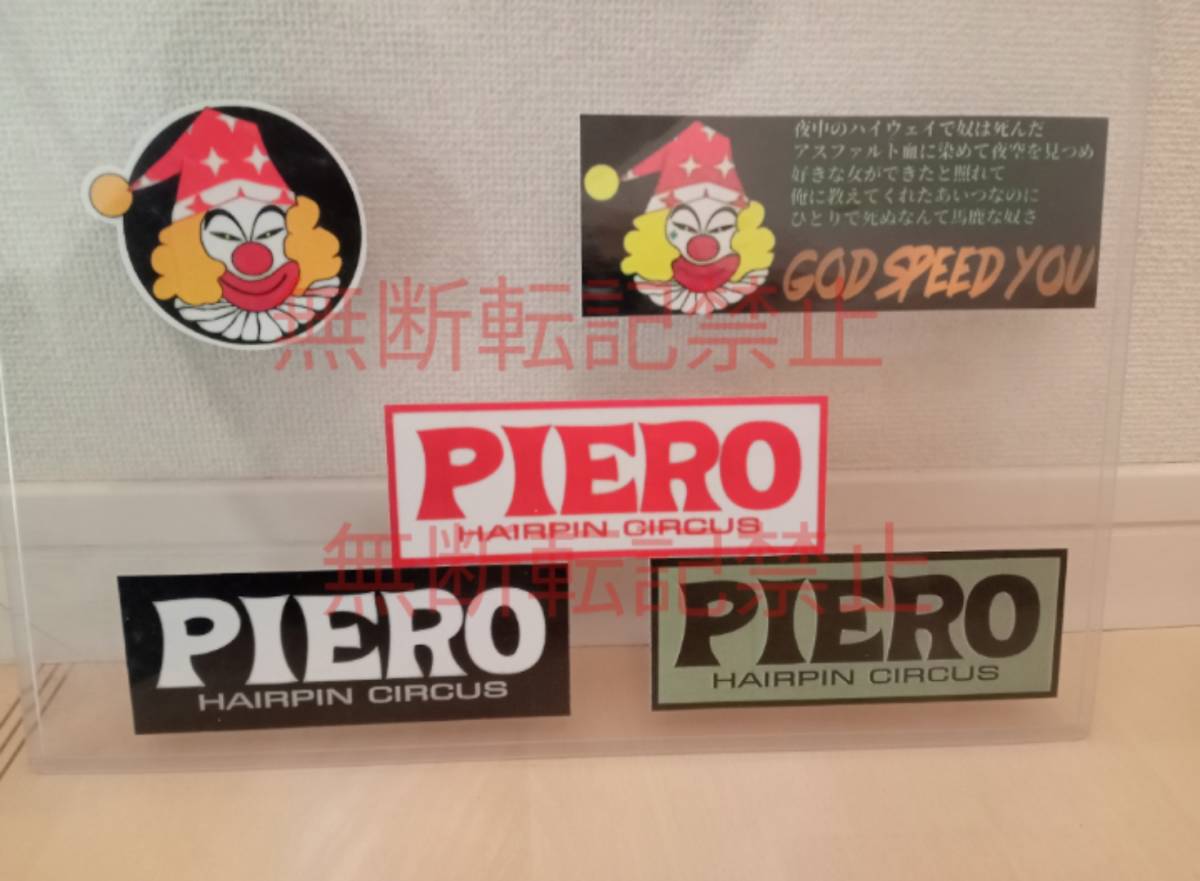 夜中のハイウェイで奴は死んだ
アスファルト血に染めて夜空を見つめ
好きな女ができたと照れて
俺に教えてくれたあいつなのに
ひとりで死ぬなんて馬鹿な奴さ
GOD SPEED YOU
無断転記禁止
PIERO
HAIRPIN CIRCUS
無断転記禁止
PIERO
HAIRPIN CIRCUS
PIERO
HAIRPIN CIRCUS